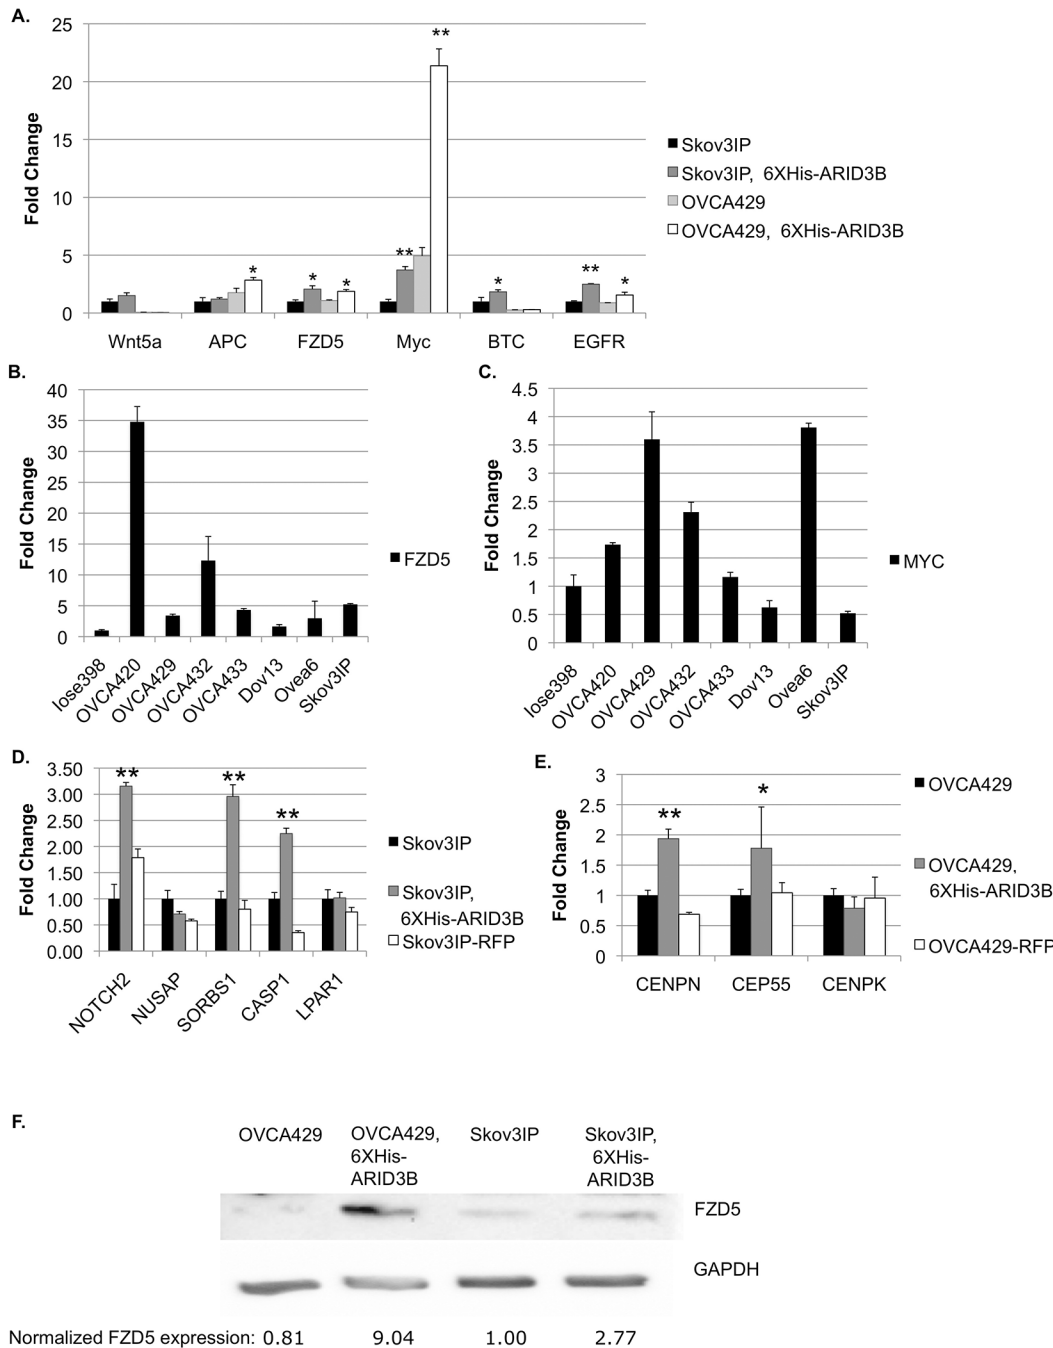 A.
25
20
15
10
5
0
Fold Change
** 
** * * * * ** *
Wnt5a APC FZD5 Myc BTC EGFR
Skov3IP
Skov3IP, 6XHis-ARID3B
OVCA429
OVCA429, 6XHis-ARID3B
B.
40
35
30
25
20
15
10
5
0
Fold Change
Iose398 OVCA420 OVCA429 OVCA432 OVCA433 Dov13 Ovea6 Skov3IP
FZD5
C.
4.5
4
3.5
3
2.5
2
1.5
1
0.5
0
Fold Change
Iose398 OVCA420 OVCA429 OVCA432 OVCA433 Dov13 Ovea6 Skov3IP
MYC
D.
3.50
3.00
2.50
2.00
1.50
1.00
0.50
0.00
Fold Change
** ** **
NOTCH2 NUSAP SORBS1 CASP1 LPAR1
Skov3IP
Skov3IP,
6XHis-ARID3B
Skov3IP-RFP
E.
3
2.5
2
1.5
1
0.5
0
Fold Change
** *
CENPN CEP55 CENPK
OVCA429
OVCA429,
6XHis-ARID3B
OVCA429-RFP
F.
OVCA429
OVCA429,
6XHis-
ARID3B
Skov3IP
Skov3IP,
6XHis-
ARID3B
FZD5
GAPDH
Normalized FZD5 expression: 0.81 9.04 1.00 2.77